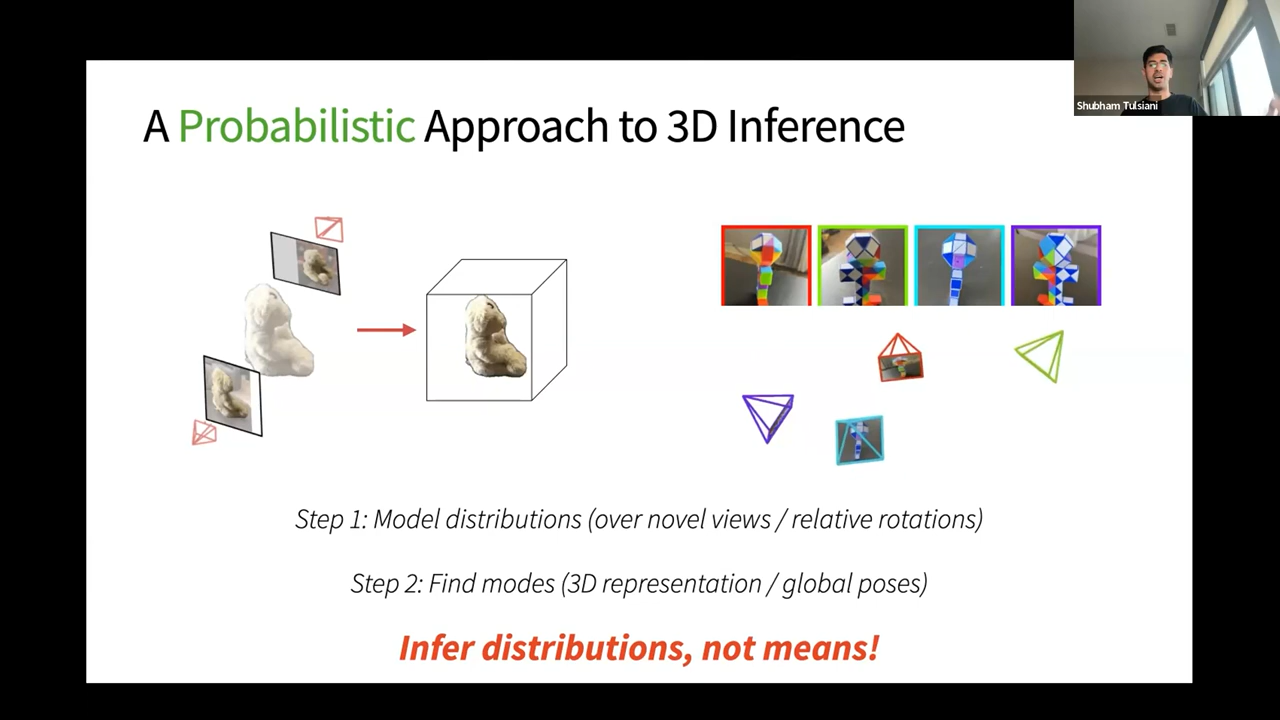 A Probabilistic Approach to 3D Inference
Shubham Tulsiani
Step 1: Model distributions (over novel views / relative rotations)
Step 2: Find modes (3D representation / global poses)
Infer distributions, not means!